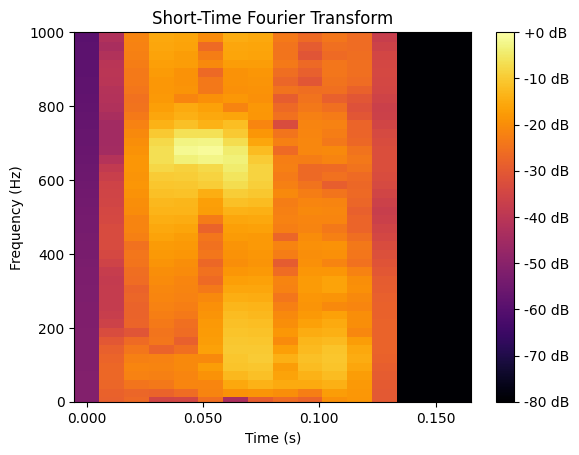 Short-Time Fourier Transform
1000
800
600
400
200
0
Frequency (Hz)
0.000
0.050
0.100
0.150
Time (s)
+0 dB
-10 dB
-20 dB
-30 dB
-40 dB
-50 dB
-60 dB
-70 dB
-80 dB